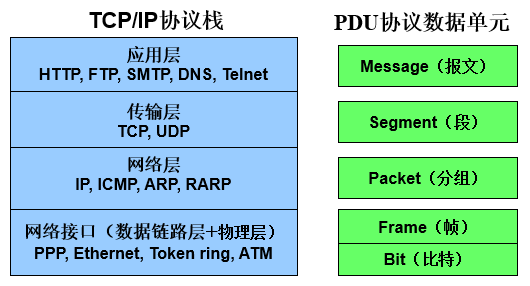 TCP/IP协议栈
PDU协议数据单元
应用层
HTTP, FTP, SMTP, DNS, Telnet
Message（报文）
传输层
TCP, UDP
Segment（段）
网络层
IP, ICMP, ARP, RARP
Packet（分组）
网络接口（数据链路层+物理层）
PPP, Ethernet, Token ring, ATM
Frame（帧）
Bit（比特）